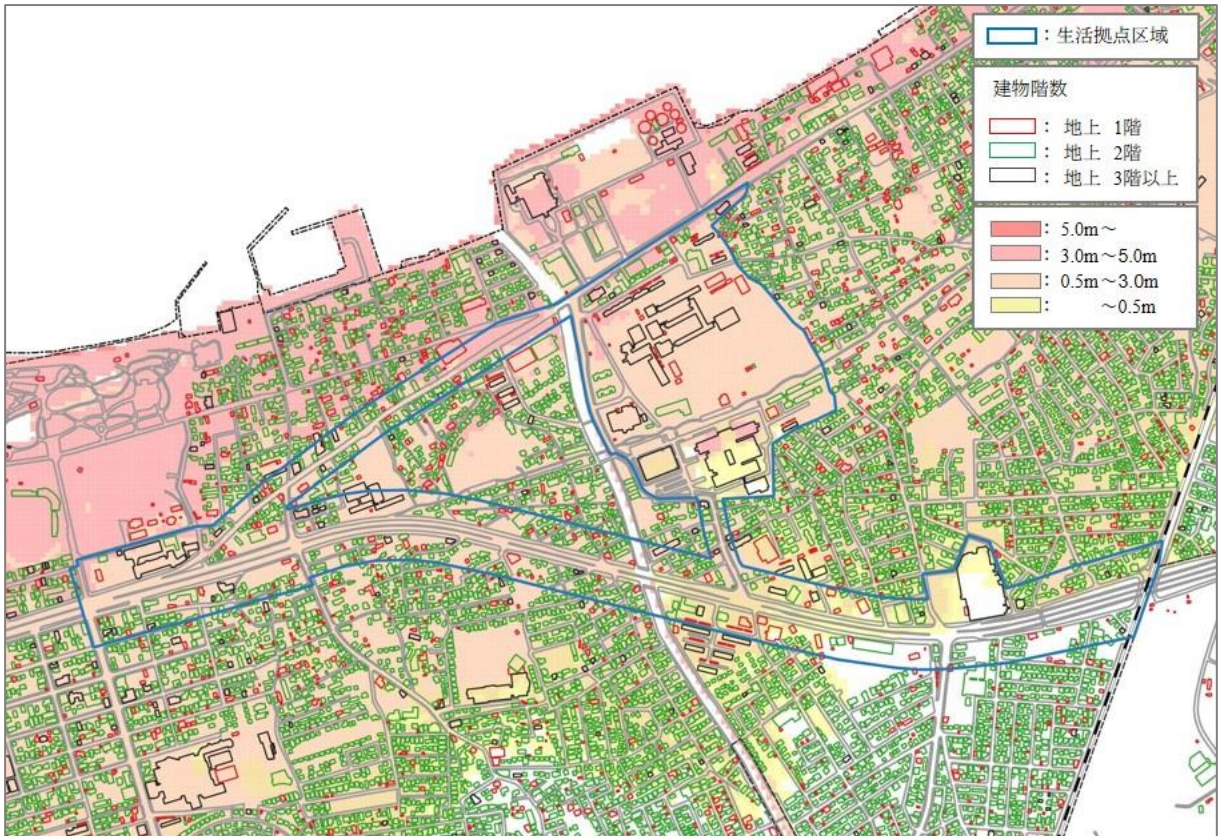 ：生活拠点区域
建物階数
： 地上 1階
： 地上 2階
： 地上 3階以上
： 5.0m～
： 3.0m～5.0m
： 0.5m～3.0m
： ～0.5m